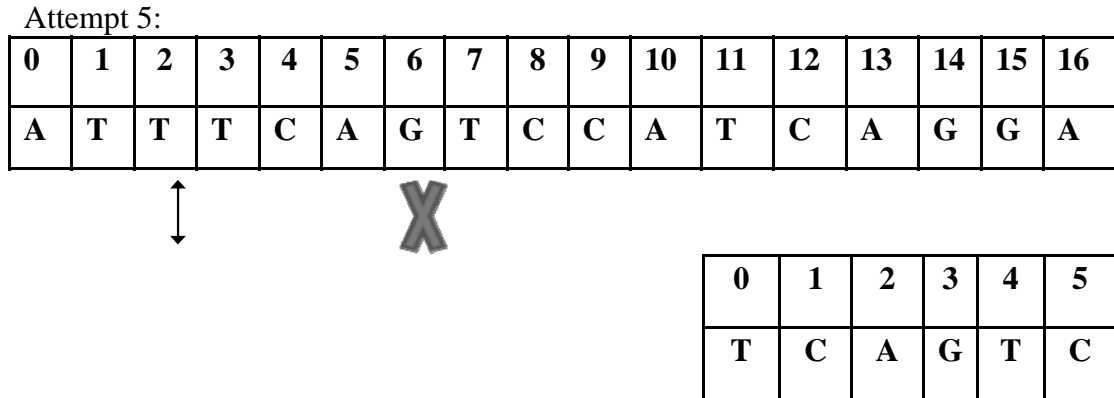 Attempt 5:
0 1 2 3 4 5 6 7 8 9 10 11 12 13 14 15 16
A T T T C A G T C C A T C A G G A
X
0 1 2 3 4 5
T C A G T C